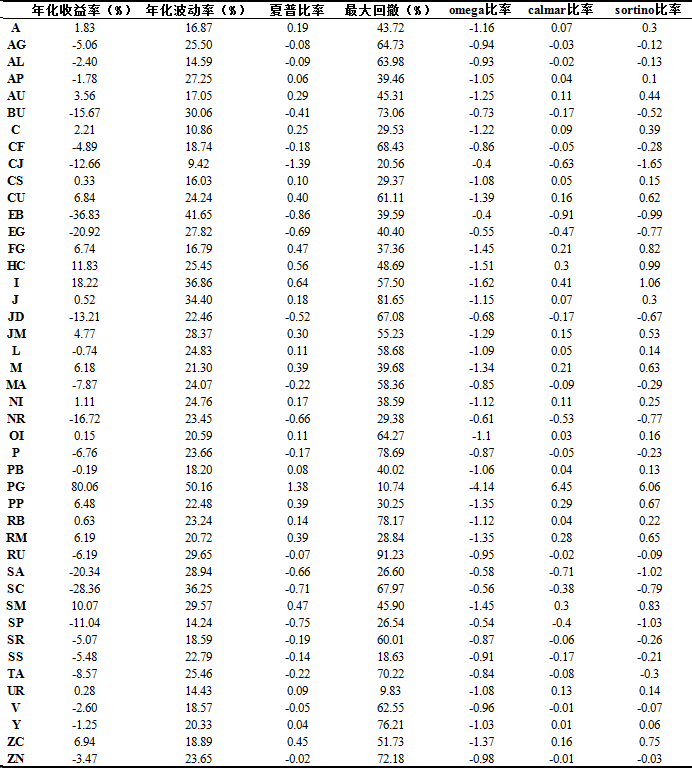 年化收益率（%） 年化波动率（%） 夏普比率 最大回撤（%） omega比率 calmar比率 sortino比率
A 1.83 16.87 0.19 43.72 -1.16 0.07 0.3
AG -5.06 25.50 -0.08 64.73 -0.94 -0.03 -0.12
AL -2.40 14.59 -0.09 63.98 -0.93 -0.02 -0.13
AP -1.78 27.25 0.06 39.46 -1.05 0.04 0.1
AU 3.56 17.05 0.29 45.31 -1.25 0.11 0.44
BU -15.67 30.06 -0.41 73.06 -0.73 -0.17 -0.52
C 2.21 10.86 0.25 29.53 -1.22 0.09 0.39
CF -4.89 18.74 -0.18 68.43 -0.86 -0.05 -0.28
CJ -12.66 9.42 -1.39 20.56 -0.4 -0.63 -1.65
CS 0.33 16.03 0.10 29.37 -1.08 0.05 0.15
CU 6.84 24.24 0.40 61.11 -1.39 0.16 0.62
EB -36.83 41.65 -0.86 39.59 -0.4 -0.91 -0.99
EG -20.92 27.82 -0.69 40.40 -0.55 -0.47 -0.77
FG 6.74 16.79 0.47 37.36 -1.45 0.21 0.82
HC 11.83 25.45 0.56 48.69 -1.51 0.3 0.99
I 18.22 36.86 0.64 57.50 -1.62 0.41 1.06
J 0.52 34.40 0.18 81.65 -1.15 0.07 0.3
JD -13.21 22.46 -0.52 67.08 -0.68 -0.17 -0.67
JM 4.77 28.37 0.30 55.23 -1.29 0.15 0.53
L -0.74 24.83 0.11 58.68 -1.09 0.05 0.14
M 6.18 21.30 0.39 39.68 -1.34 0.21 0.63
MA -7.87 24.07 -0.22 58.36 -0.85 -0.09 -0.29
NI 1.11 24.76 0.17 38.59 -1.12 0.11 0.25
NR -16.72 23.45 -0.66 29.38 -0.61 -0.53 -0.77
OI 0.15 20.59 0.11 64.27 -1.1 0.03 0.16
P -6.76 23.66 -0.17 78.69 -0.87 -0.05 -0.23
PB -0.19 18.20 0.08 40.02 -1.06 0.04 0.13
PG 80.06 50.16 1.38 10.74 -4.14 6.45 6.06
PP 6.48 22.48 0.39 30.25 -1.35 0.29 0.67
RB 0.63 23.24 0.14 78.17 -1.12 0.04 0.22
RM 6.19 20.72 0.39 28.84 -1.35 0.28 0.65
RU -6.19 29.65 -0.07 91.23 -0.95 -0.02 -0.09
SA -20.34 28.94 -0.66 26.60 -0.58 -0.71 -1.02
SC -28.36 36.25 -0.71 67.97 -0.56 -0.38 -0.79
SM 10.07 29.57 0.47 45.90 -1.45 0.3 0.83
SP -11.04 14.24 -0.75 26.54 -0.54 -0.4 -1.03
SR -5.07 18.59 -0.19 60.01 -0.87 -0.06 -0.26
SS -5.48 22.79 -0.14 18.63 -0.91 -0.17 -0.21
TA -8.57 25.46 -0.22 70.22 -0.84 -0.08 -0.3
UR 0.28 14.43 0.09 9.83 -1.08 0.13 0.14
V -2.60 18.57 -0.05 62.55 -0.96 -0.01 -0.07
Y -1.25 20.33 0.04 76.21 -1.03 0.01 0.06
ZC 6.94 18.89 0.45 51.73 -1.37 0.16 0.75
ZN -3.47 23.65 -0.02 72.18 -0.98 -0.01 -0.03